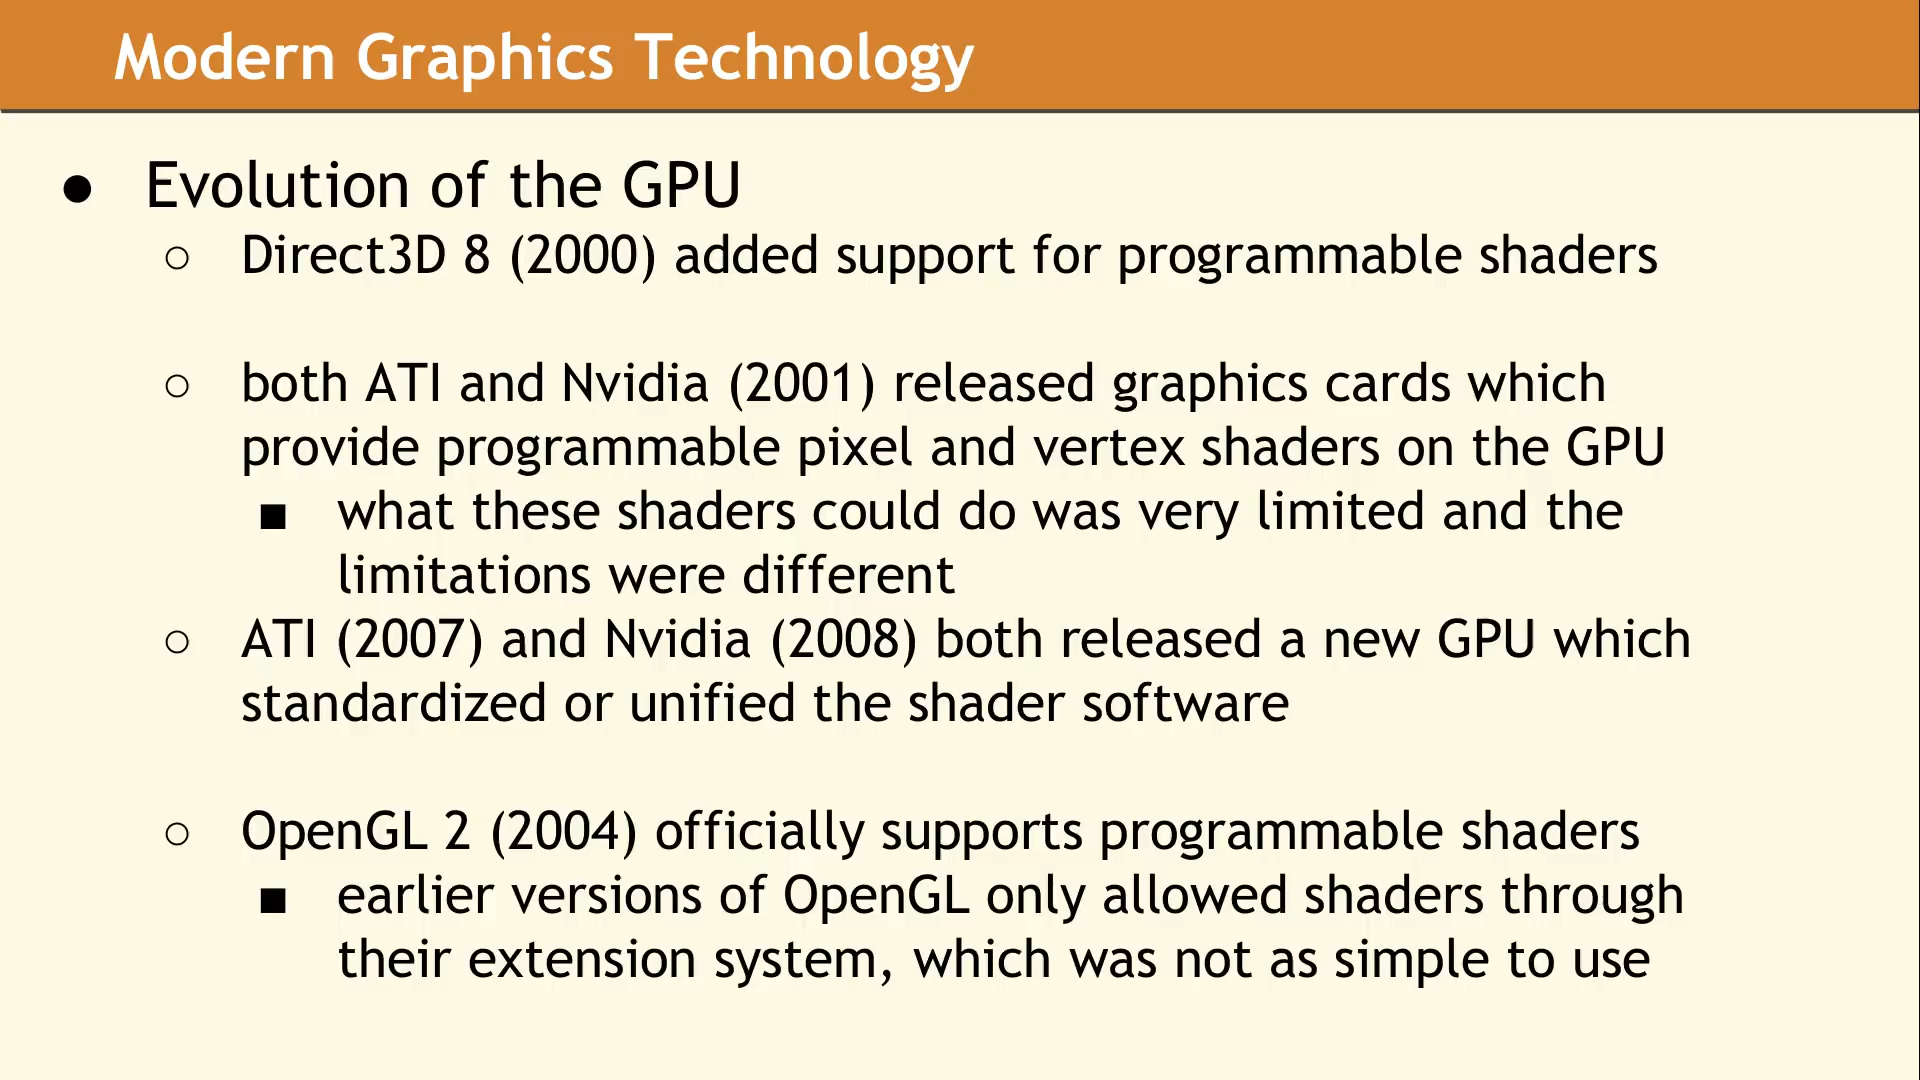 Modern Graphics Technology
● Evolution of the GPU
○ Direct3D 8 (2000) added support for programmable shaders
○ both ATI and Nvidia (2001) released graphics cards which
provide programmable pixel and vertex shaders on the GPU
■ what these shaders could do was very limited and the
limitations were different
○ ATI (2007) and Nvidia (2008) both released a new GPU which
standardized or unified the shader software
○ OpenGL 2 (2004) officially supports programmable shaders
■ earlier versions of OpenGL only allowed shaders through
their extension system, which was not as simple to use